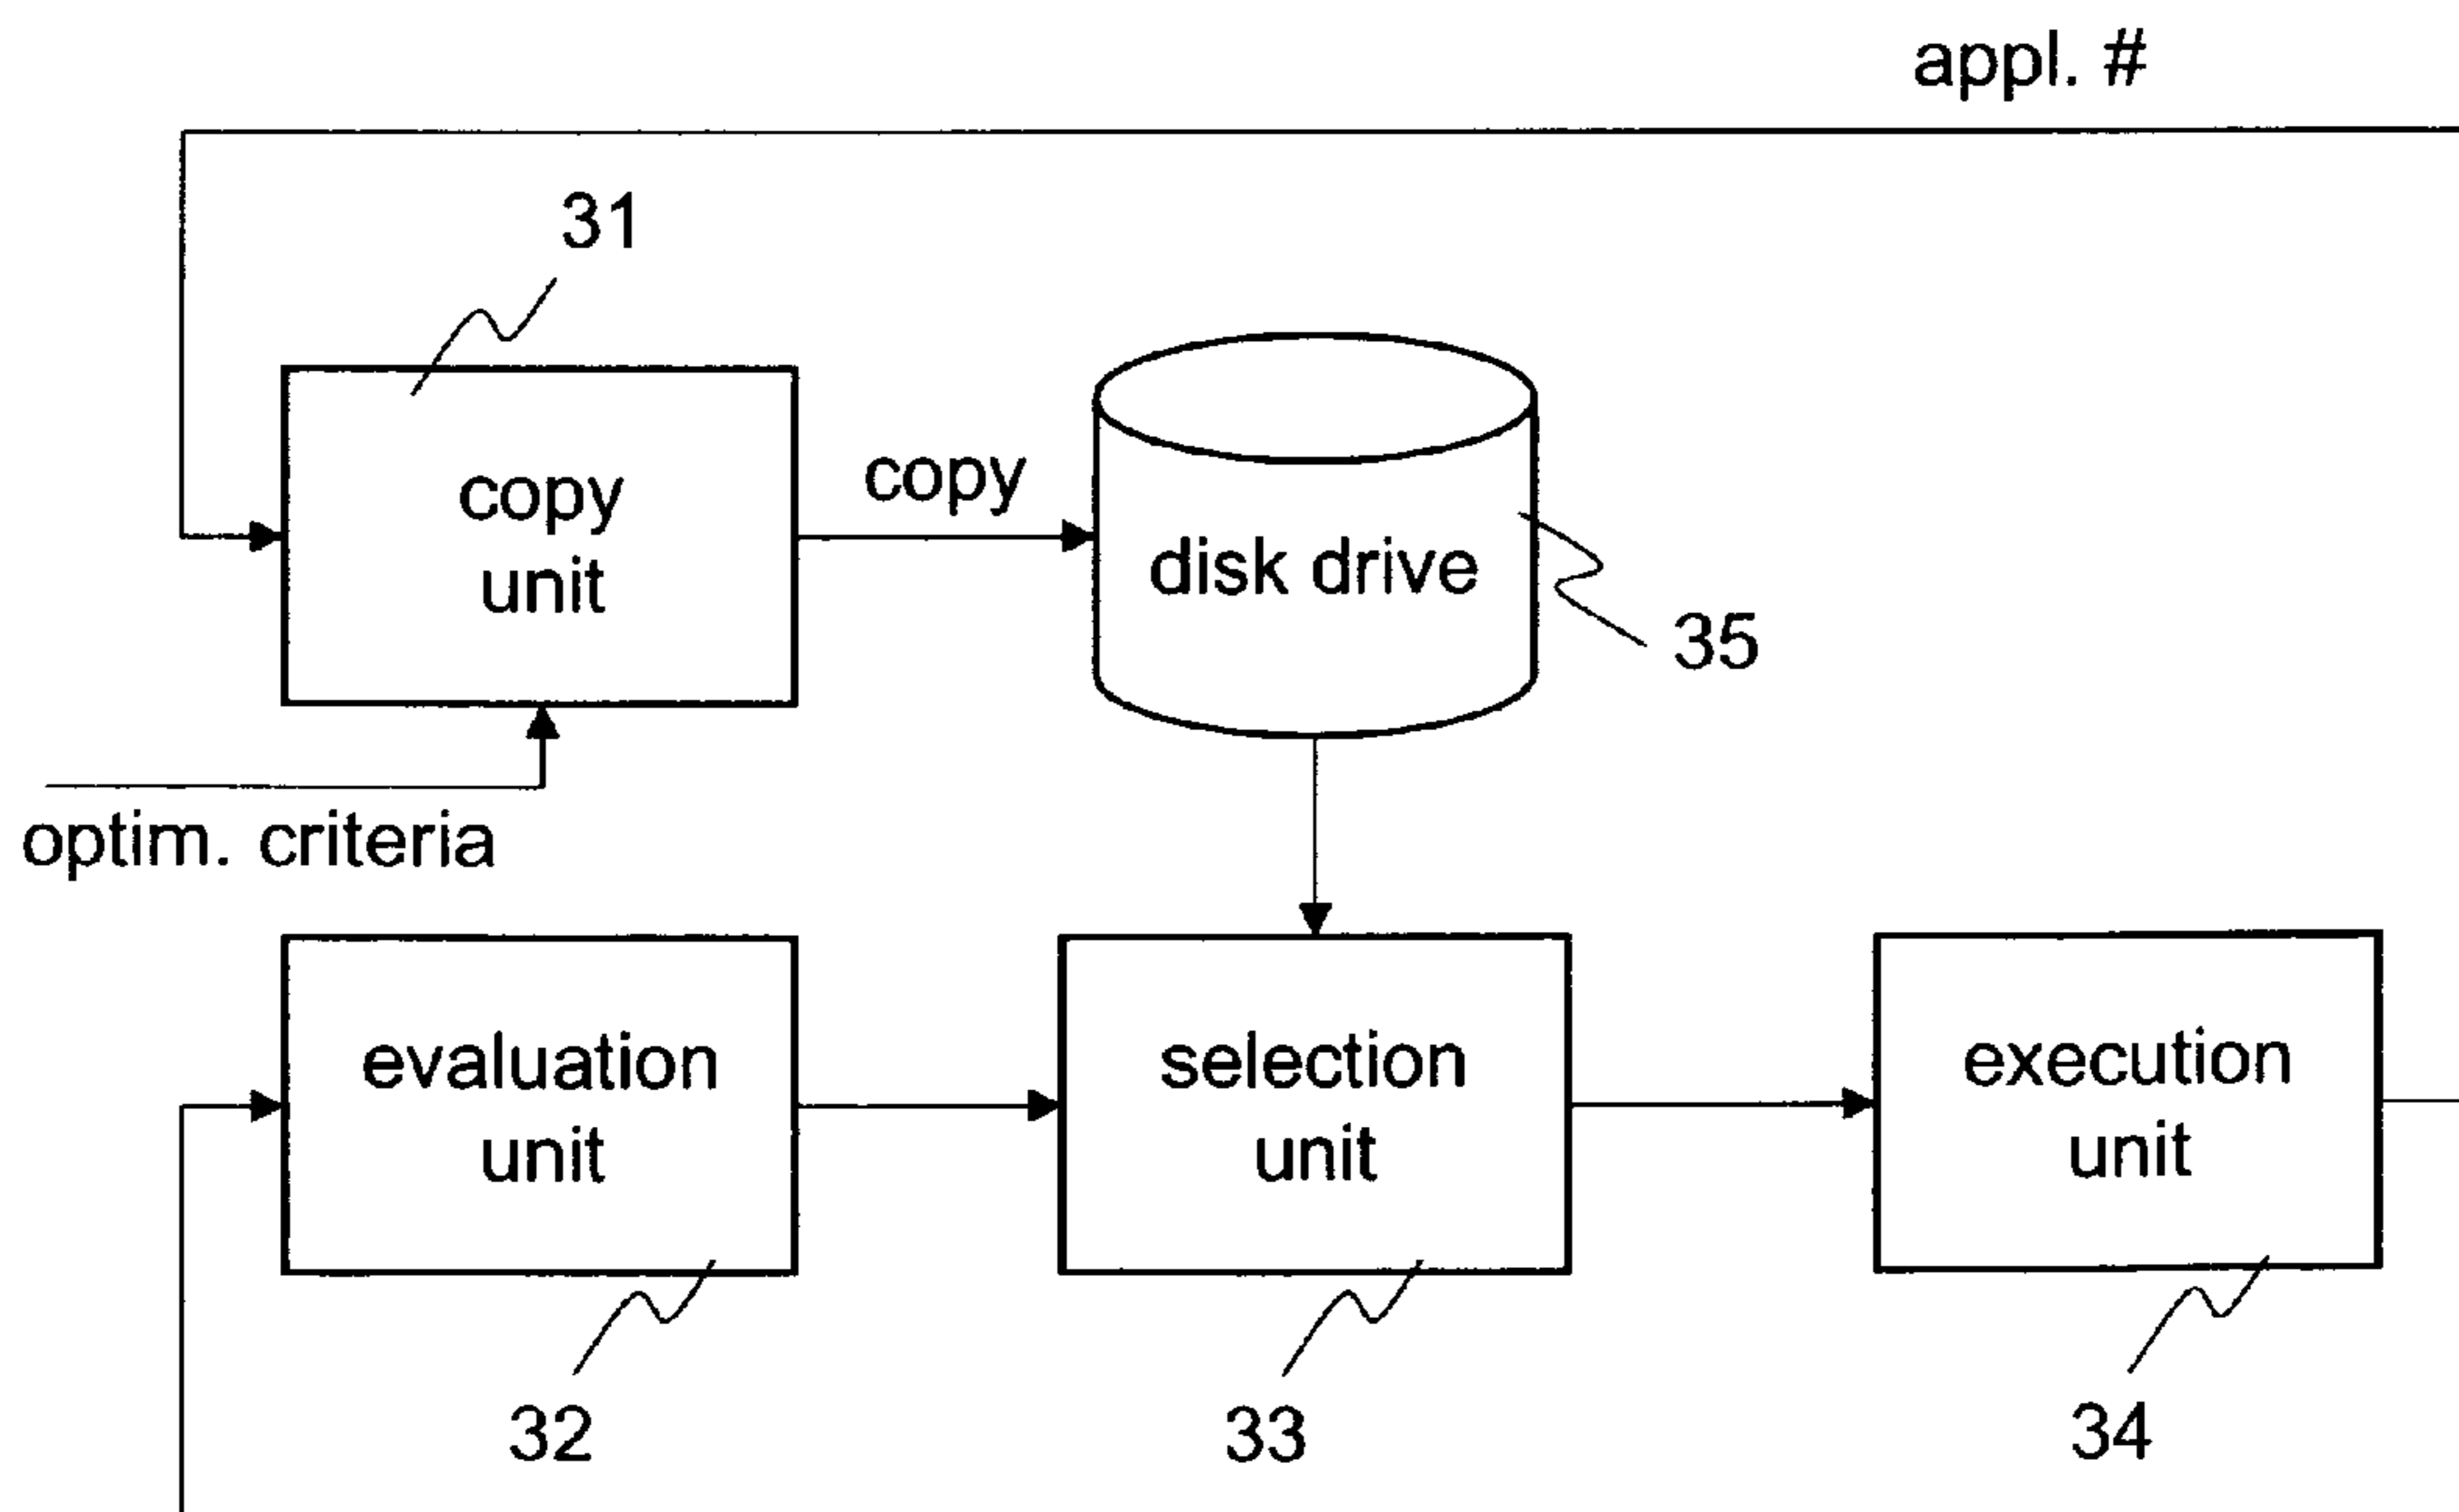 appl. #
31
copy
unit
copy
disk drive
35
optim. criteria
evaluation
unit
selection
unit
execution
unit
32
33
34